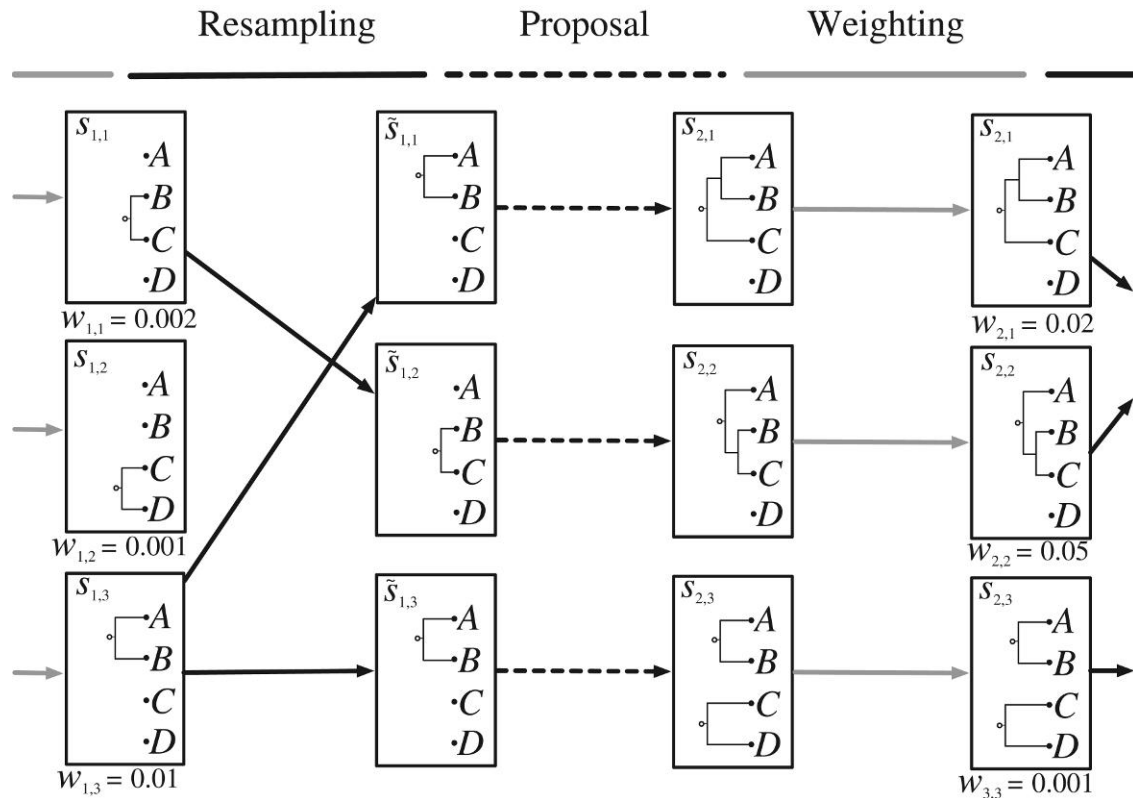 Resampling Proposal Weighting
s1,1 s̃1,1 s2,1 s2,1
A A A A
B B B B
C C C C
D D D D
w1,1 = 0.002 w2,1 = 0.02
s1,2 s̃1,2 s2,2 s2,2
A A A A
B B B B
C C C C
D D D D
w1,2 = 0.001 w2,2 = 0.05
s1,3 s̃1,3 s2,3 s2,3
A A A A
B B B B
C C C C
D D D D
w1,3 = 0.01 w3,3 = 0.001